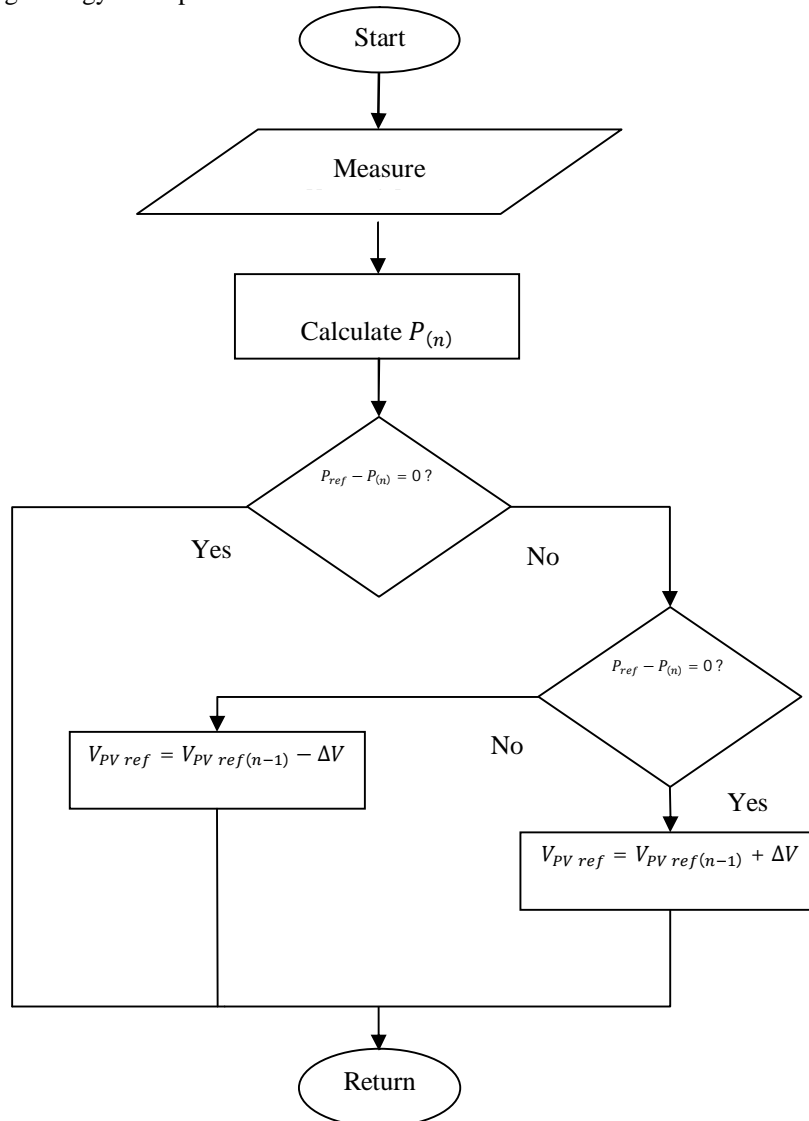 Start
Measure
Calculate P(n)
Pref − P(n) = 0 ?
Yes
No
Pref − P(n) = 0 ?
No
VPV ref = VPV ref(n−1) − ΔV
Yes
VPV ref = VPV ref(n−1) + ΔV
Return